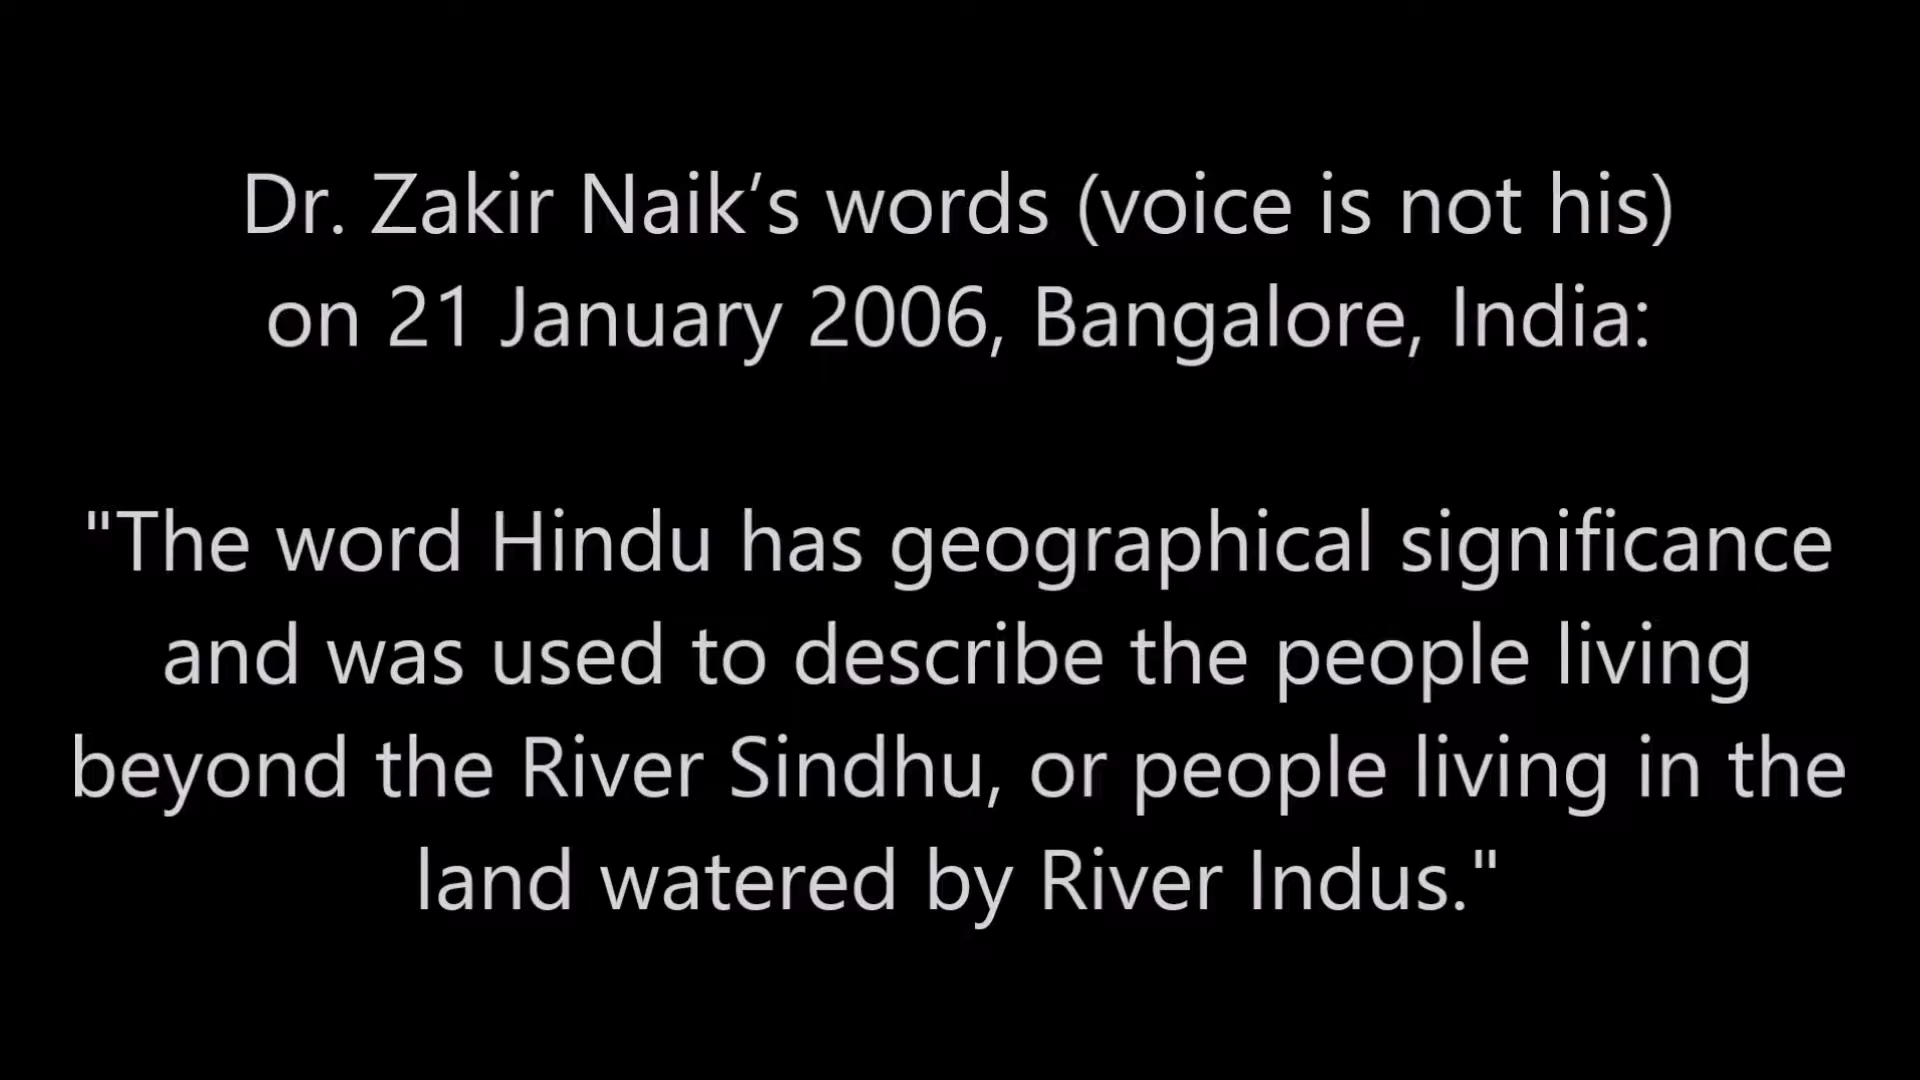 Dr. Zakir Naik’s words (voice is not his)
on 21 January 2006, Bangalore, India:
"The word Hindu has geographical significance
and was used to describe the people living
beyond the River Sindhu, or people living in the
land watered by River Indus."